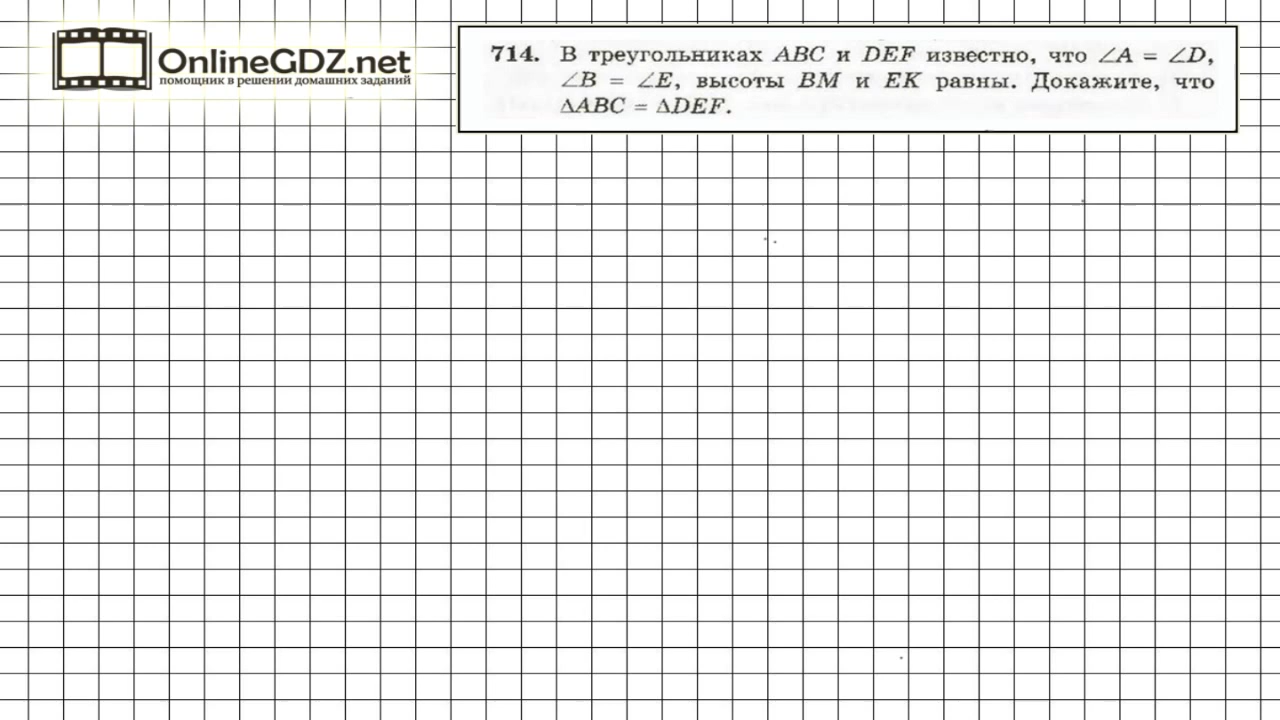 OnlineGDZ.net
помощник в решении домашних заданий
714. В треугольниках ABC и DEF известно, что ∠A = ∠D,
∠B = ∠E, высоты BM и EK равны. Докажите, что
ΔABC = ΔDEF.